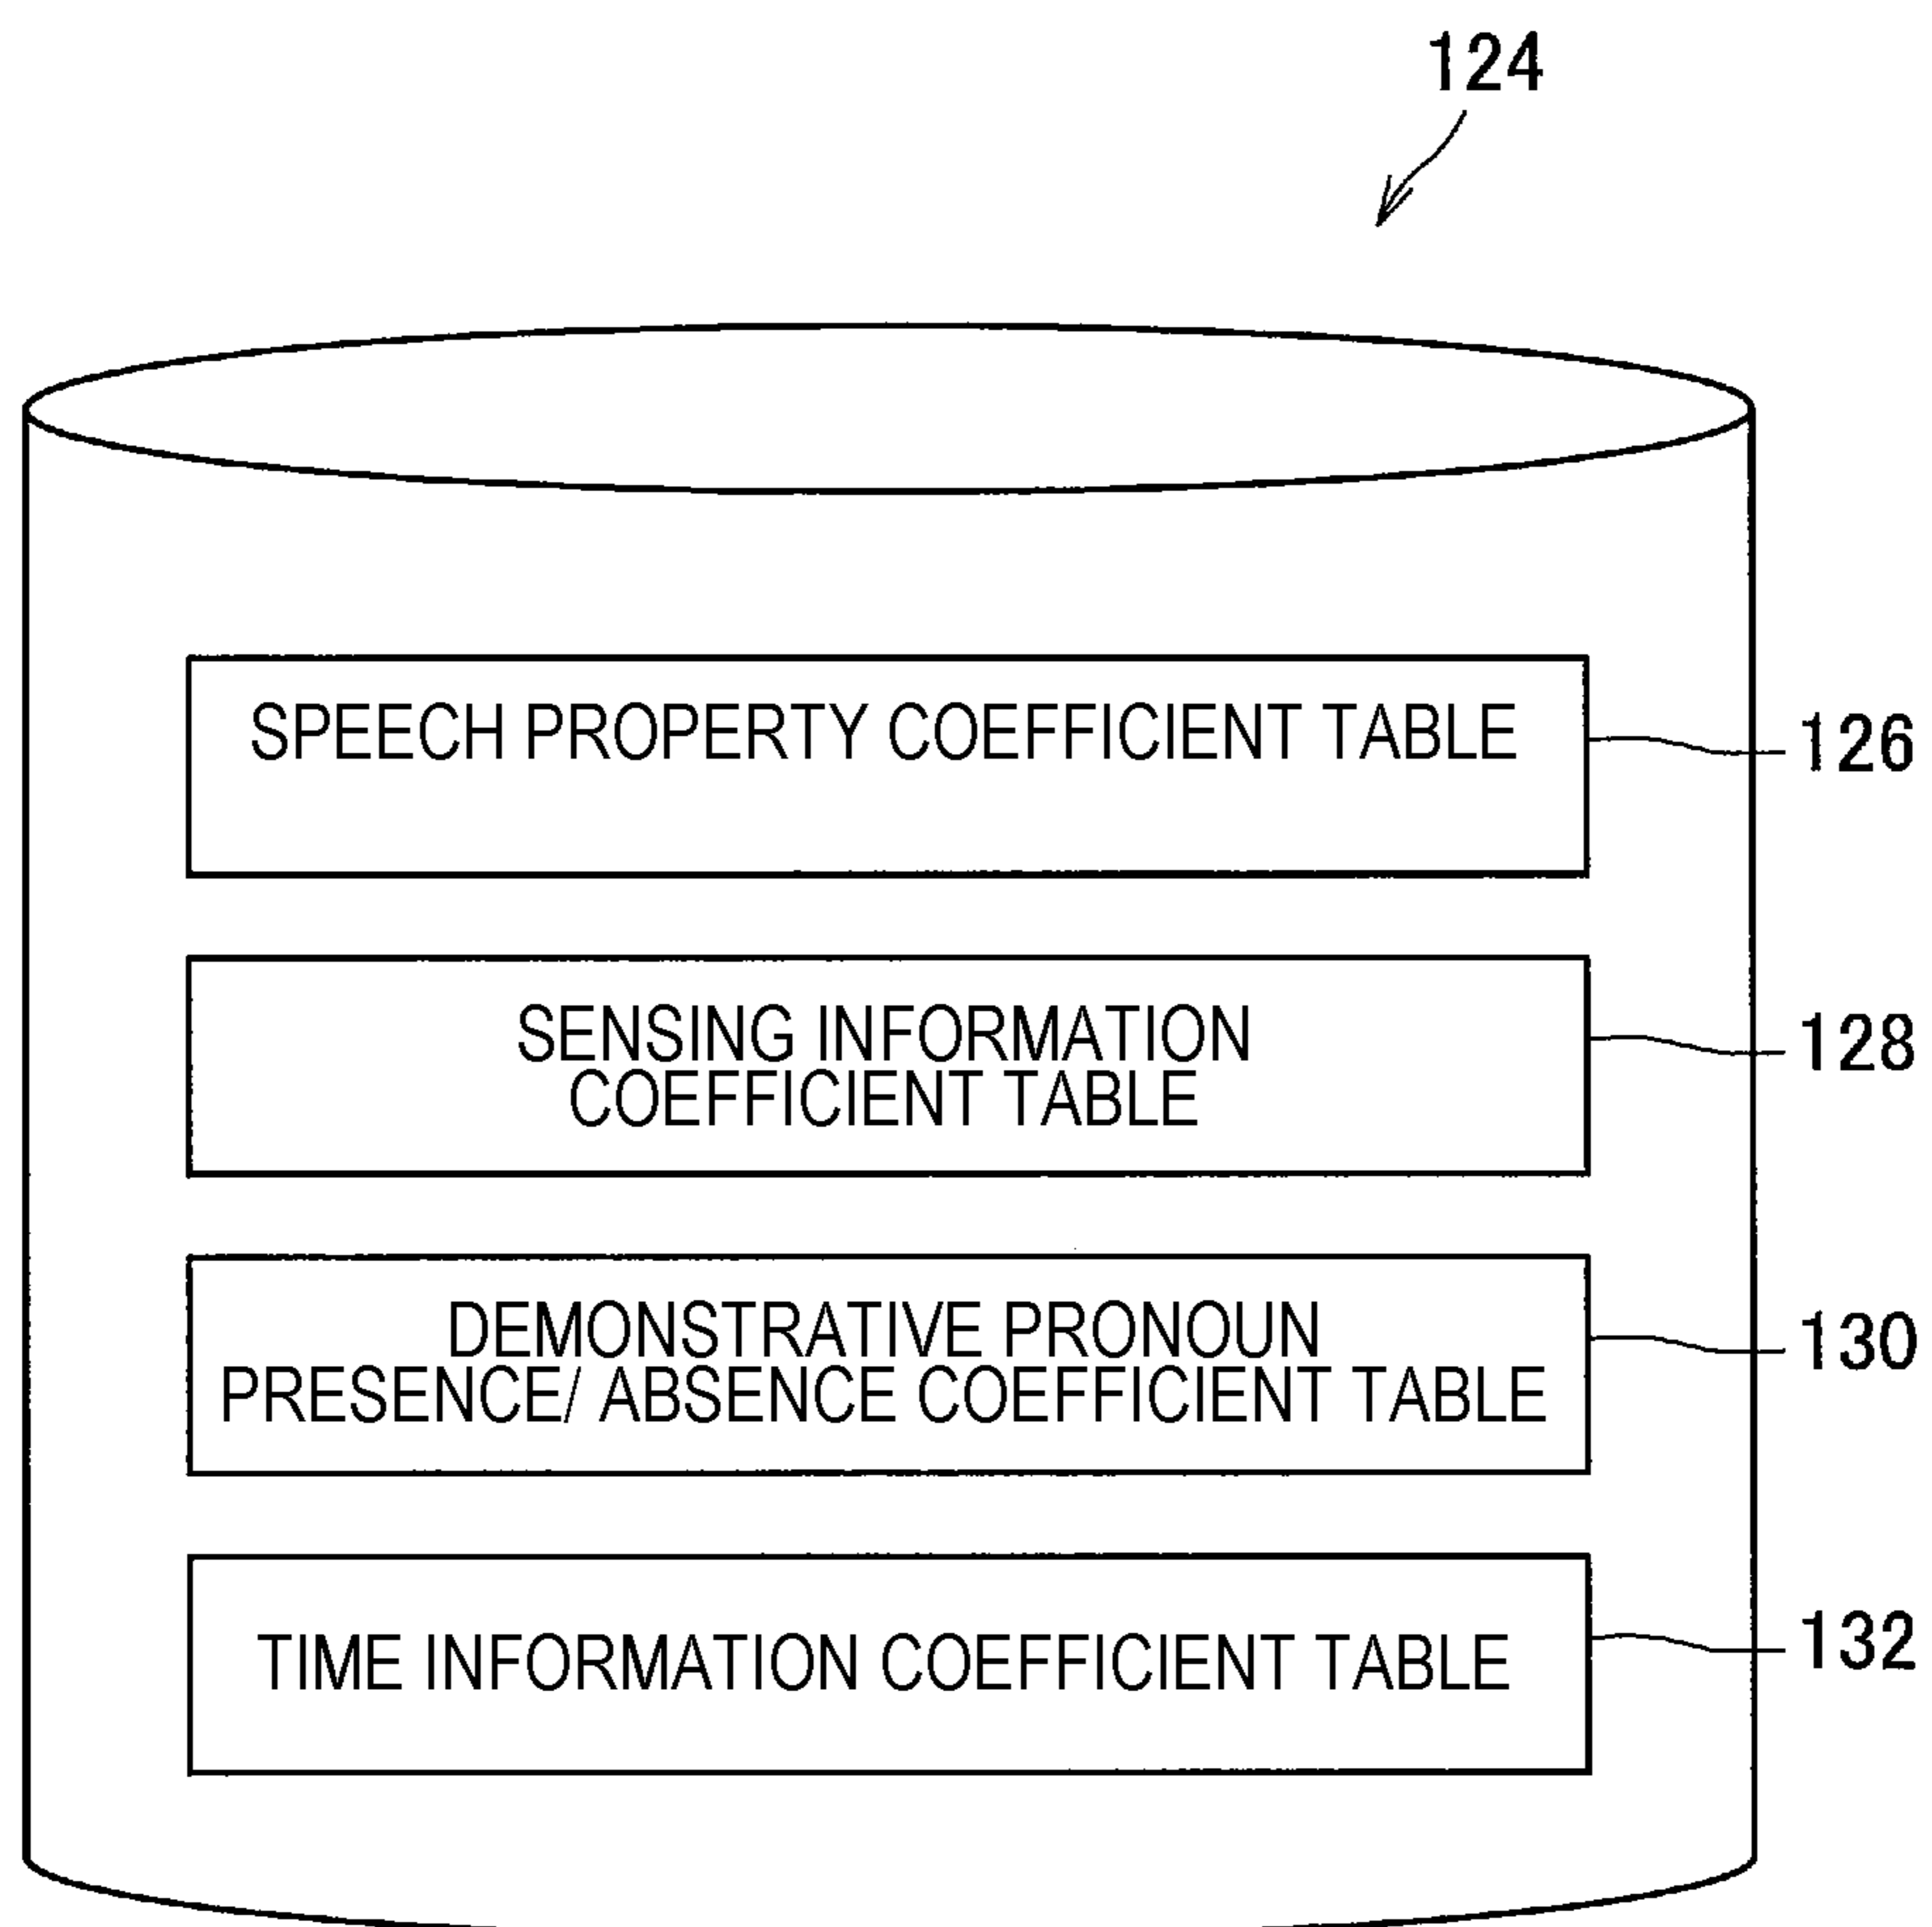 124
SPEECH PROPERTY COEFFICIENT TABLE
126
SENSING INFORMATION
COEFFICIENT TABLE
128
DEMONSTRATIVE PRONOUN
PRESENCE/ ABSENCE COEFFICIENT TABLE
130
TIME INFORMATION COEFFICIENT TABLE
132